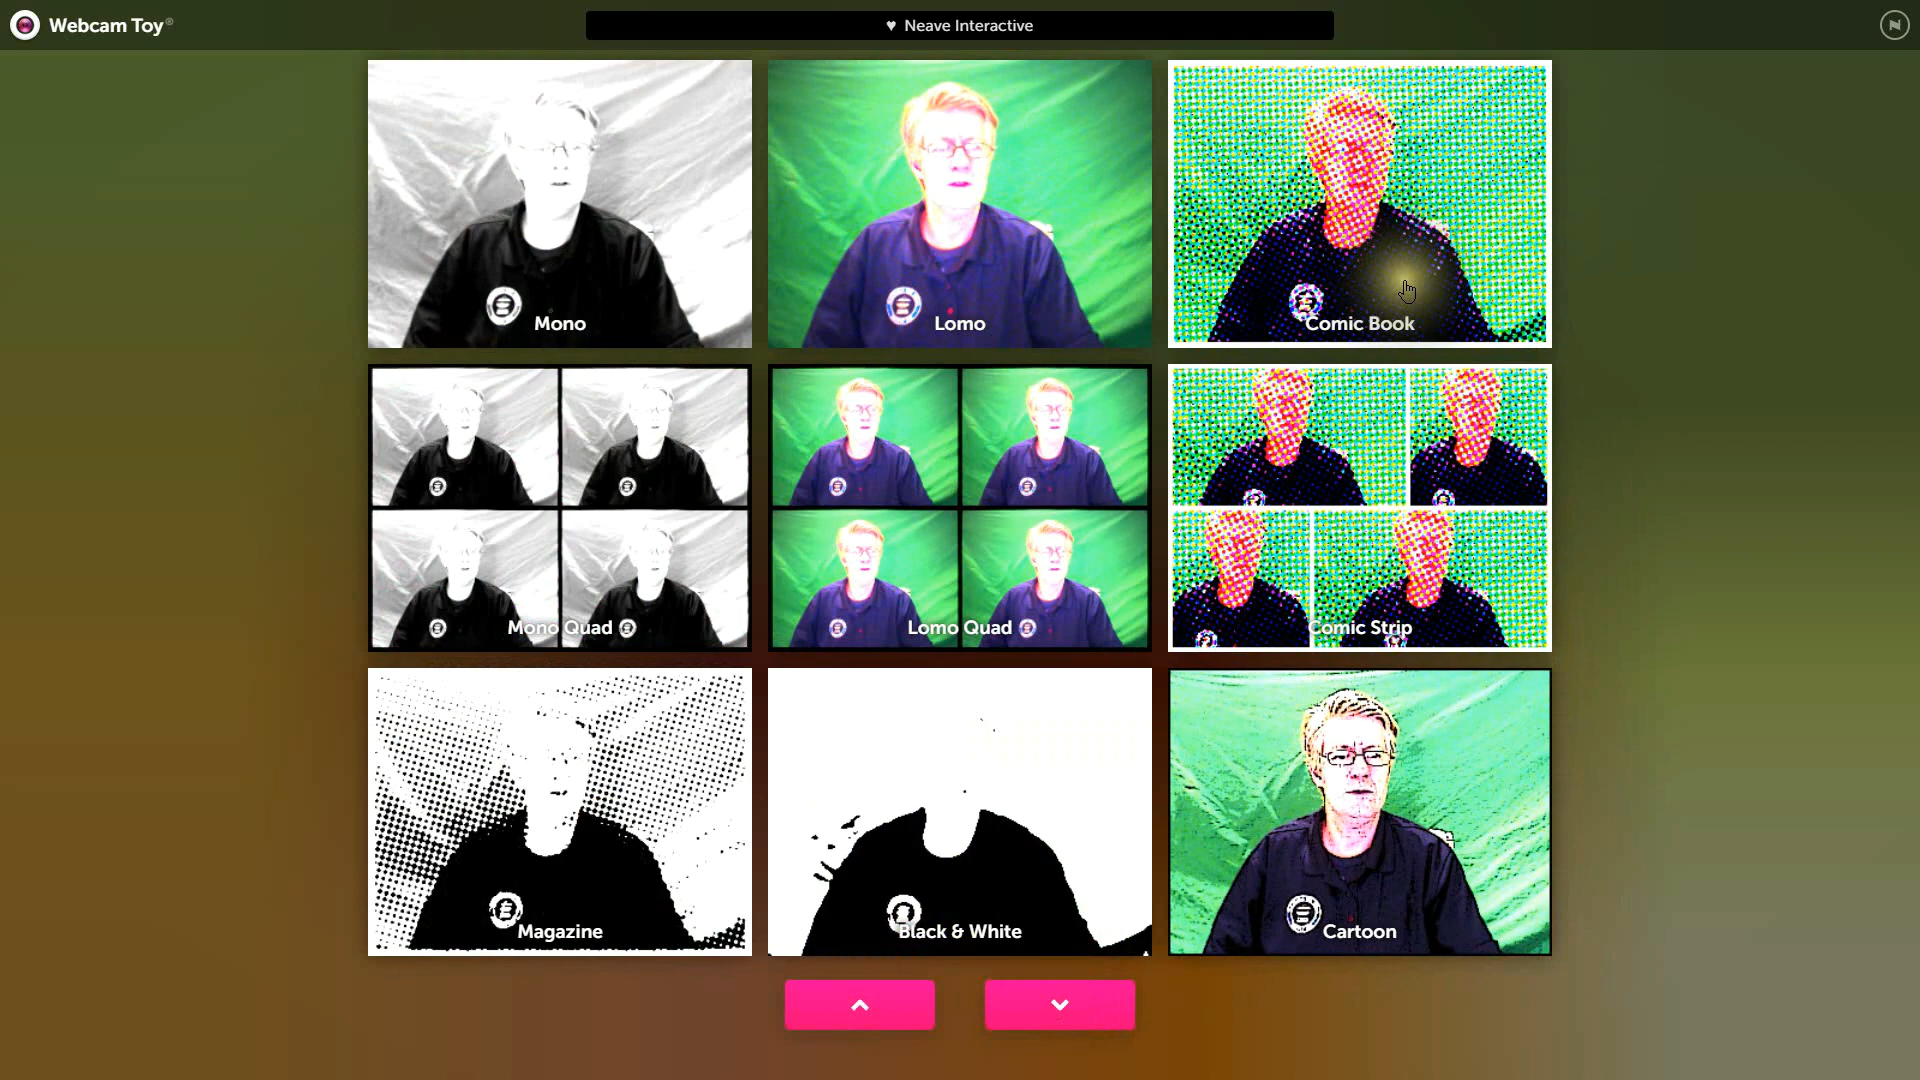 Webcam Toy®
♥ Neave Interactive
Mono
Lomo
Comic Book
Mono Quad
Lomo Quad
Comic Strip
Magazine
Black & White
Cartoon